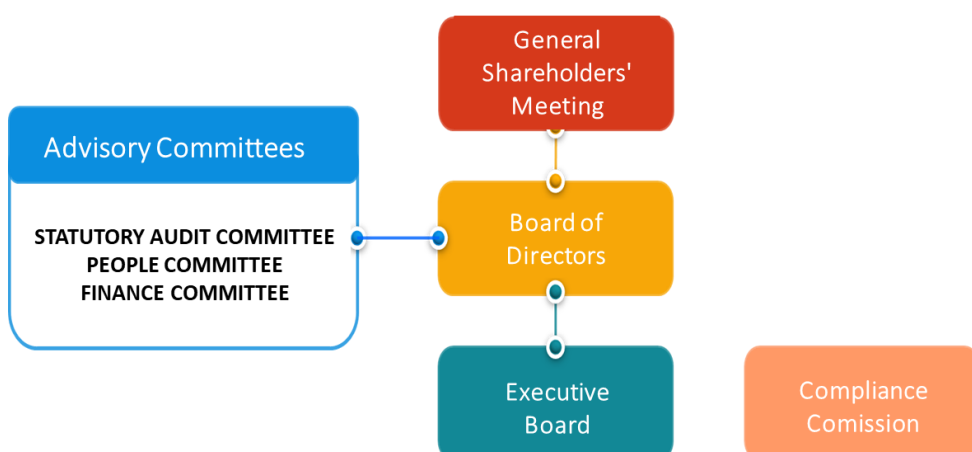 General
Shareholders'
Meeting
Advisory Committees
STATUTORY AUDIT COMMITTEE
PEOPLE COMMITTEE
FINANCE COMMITTEE
Board of
Directors
Executive
Board
Compliance
Comission